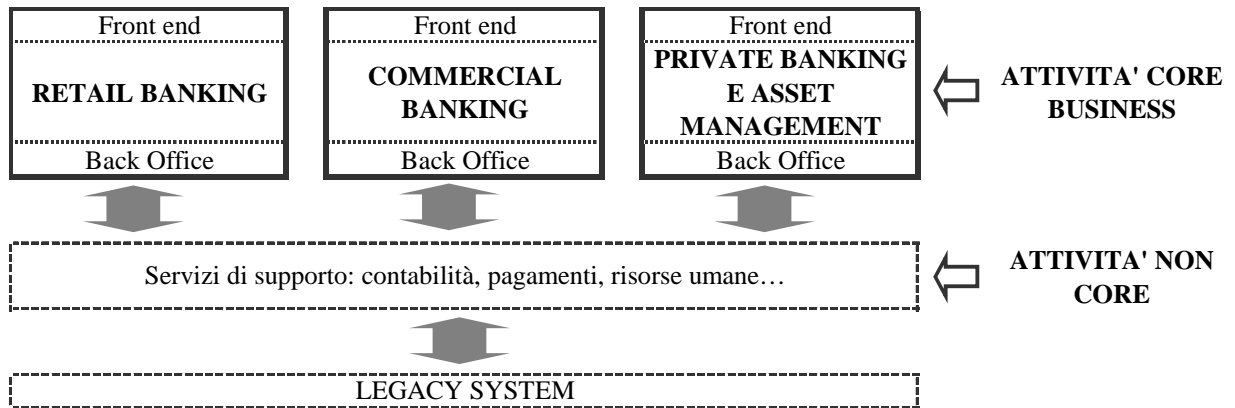 Front end
RETAIL BANKING
Back Office
Front end
COMMERCIAL
BANKING
Back Office
Front end
PRIVATE BANKING
E ASSET
MANAGEMENT
Back Office
ATTIVITA' CORE
BUSINESS
Servizi di supporto: contabilità, pagamenti, risorse umane…
ATTIVITA' NON
CORE
LEGACY SYSTEM